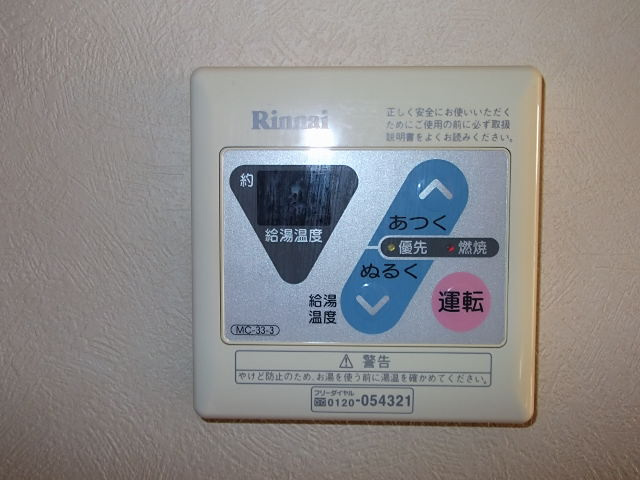 Rinnai
正しく安全にお使いいただく
ためにご使用の前に必ず取扱
説明書をよくお読みください。
約
給湯温度
あつく
優先 燃焼
ぬるく
給湯
温度
運転
MC-33-3
警告
やけど防止のため、お湯を使う前に湯温を確かめてください。
フリーダイヤル
0120-054321